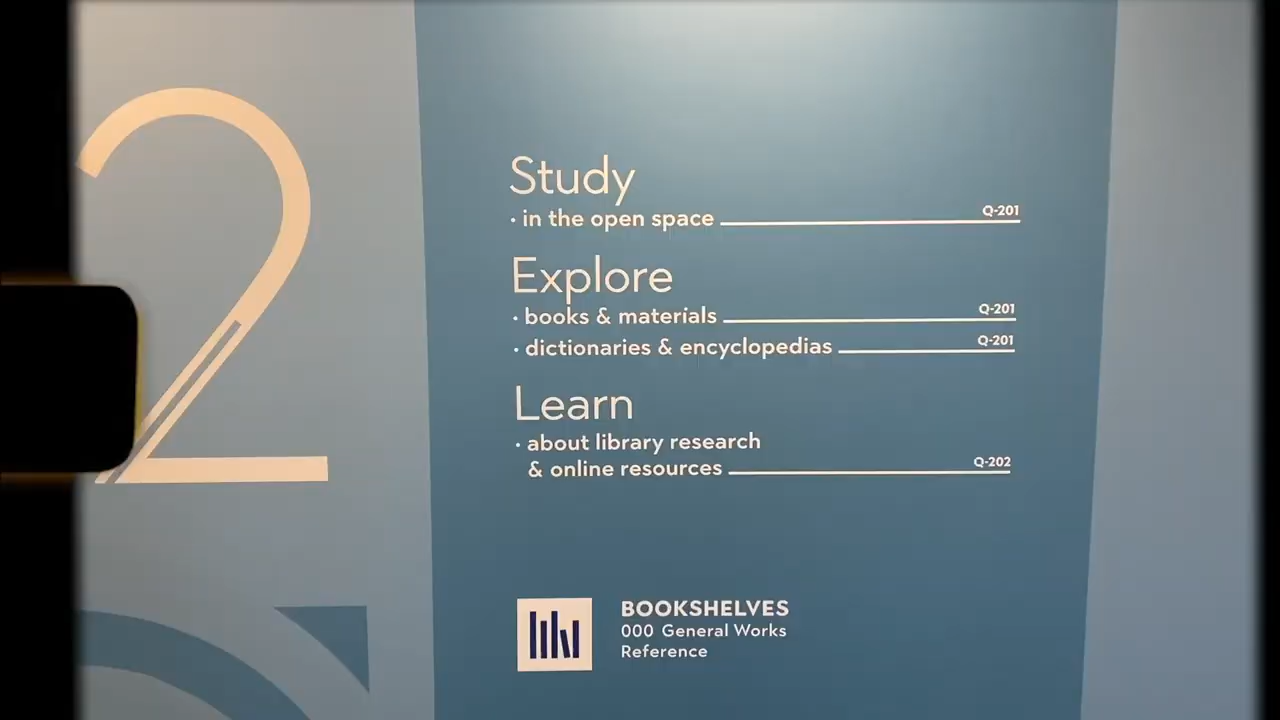 2
Study
· in the open space Q-201
Explore
· books & materials Q-201
· dictionaries & encyclopedias Q-201
Learn
· about library research
& online resources Q-202
BOOKSHELVES
000 General Works
Reference